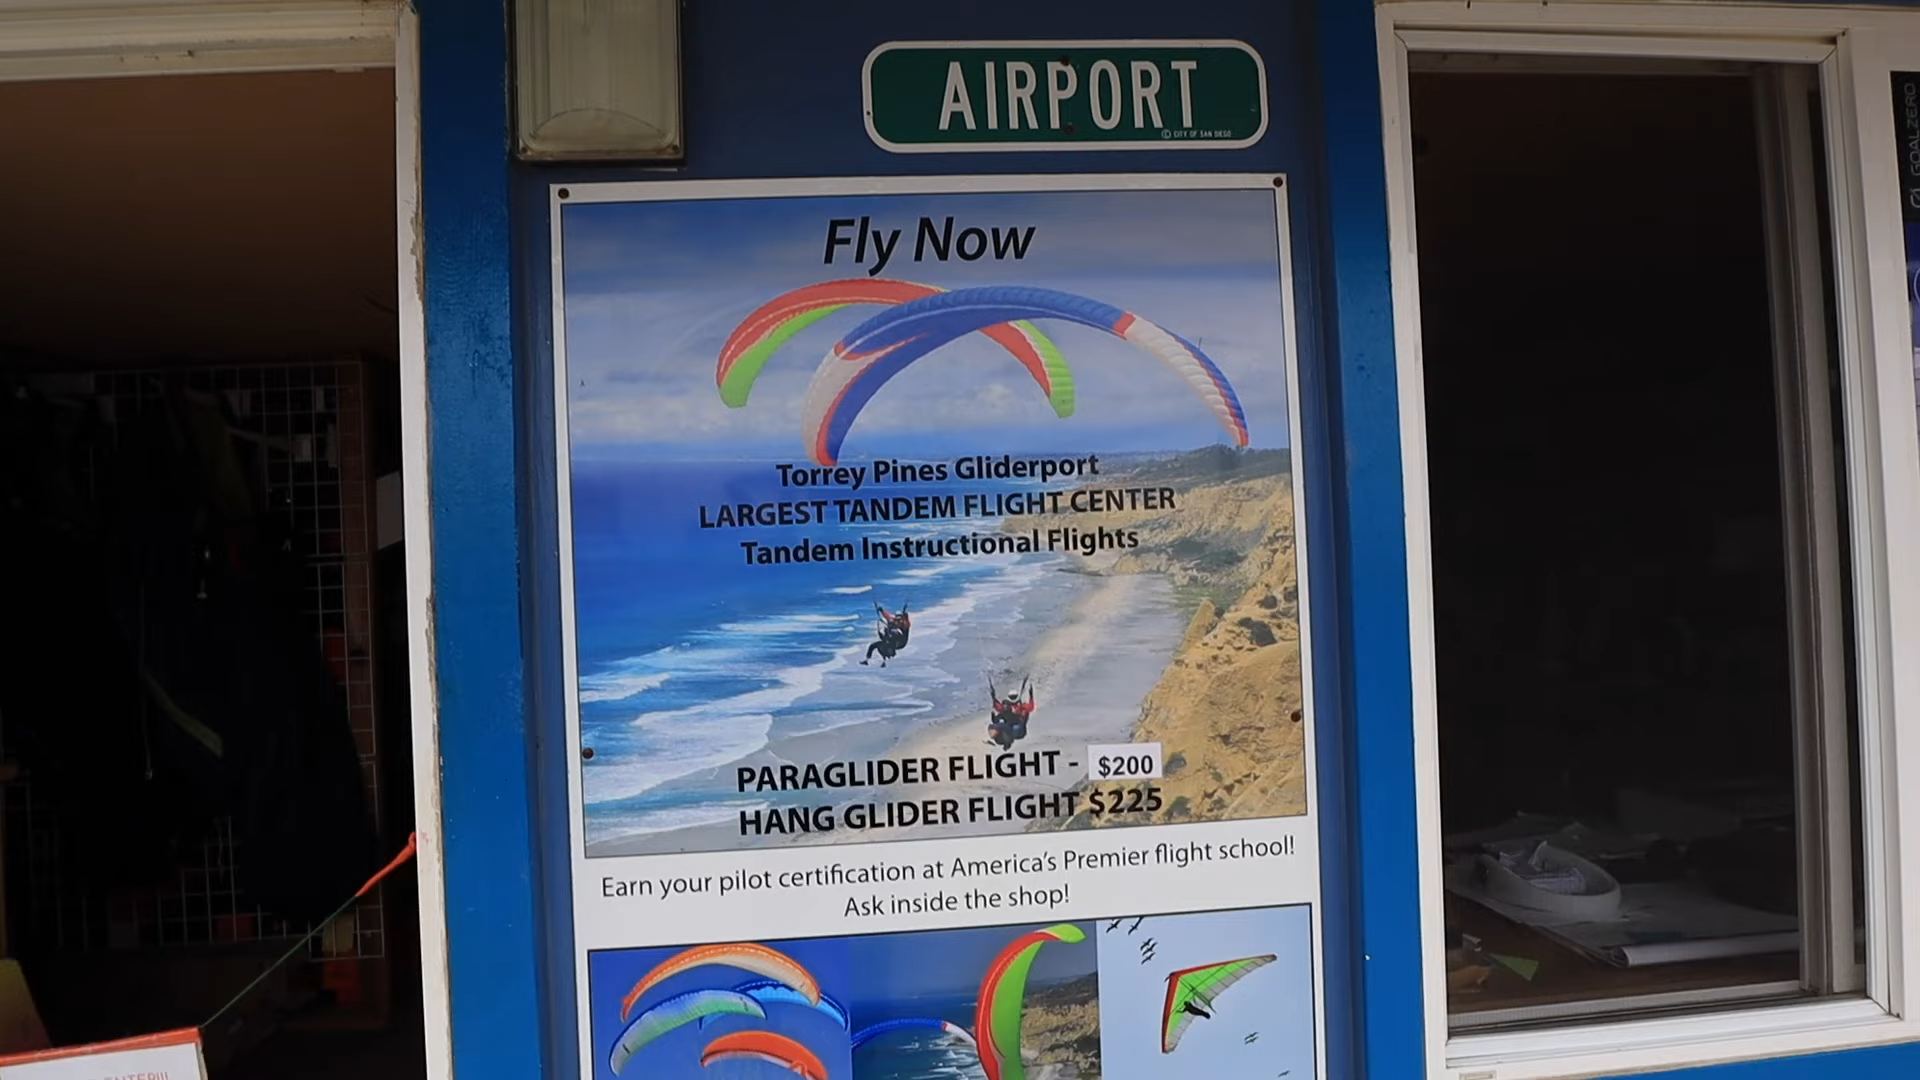 AIRPORT
© CITY OF SAN DIEGO
Fly Now
Torrey Pines Gliderport
LARGEST TANDEM FLIGHT CENTER
Tandem Instructional Flights
PARAGLIDER FLIGHT - $200
HANG GLIDER FLIGHT $225
Earn your pilot certification at America's Premier flight school!
Ask inside the shop!
GOALZERO